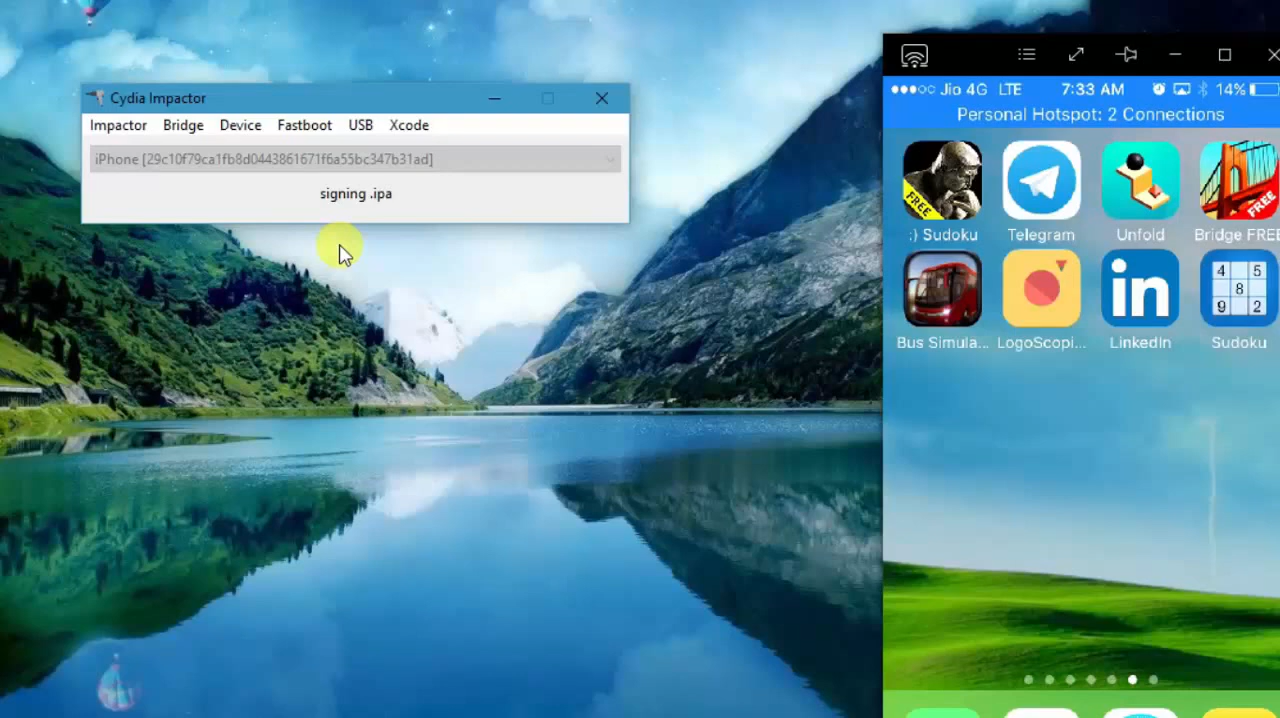 Cydia Impactor
Impactor Bridge Device Fastboot USB Xcode
iPhone [29c10f79ca1fb8d0443861671f6a55bc347b31ad]
signing .ipa
Jio 4G LTE 7:33 AM 14%
Personal Hotspot: 2 Connections
FREE FREE
:) Sudoku Telegram Unfold Bridge FREE
in 4 5
8
9 2
Bus Simula... LogoScopi... LinkedIn Sudoku